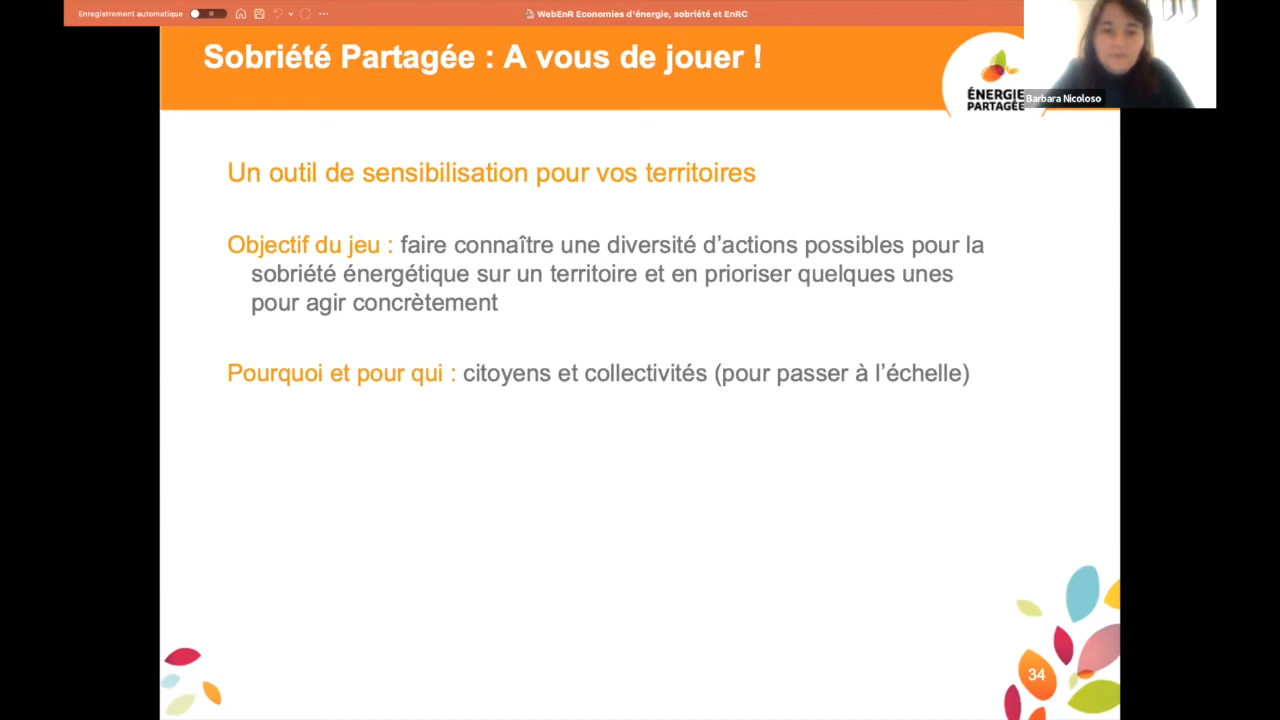 Enregistrement automatique
WebEnR Economies d'énergie, sobriété et EnRC
Sobriété Partagée : A vous de jouer !
ÉNERGIE
PARTAGÉE
Barbara Nicoloso
Un outil de sensibilisation pour vos territoires
Objectif du jeu : faire connaître une diversité d’actions possibles pour la
sobriété énergétique sur un territoire et en prioriser quelques unes
pour agir concrètement
Pourquoi et pour qui : citoyens et collectivités (pour passer à l’échelle)
34